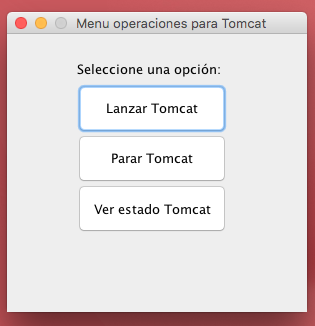 Menu operaciones para Tomcat
Seleccione una opción:
Lanzar Tomcat
Parar Tomcat
Ver estado Tomcat